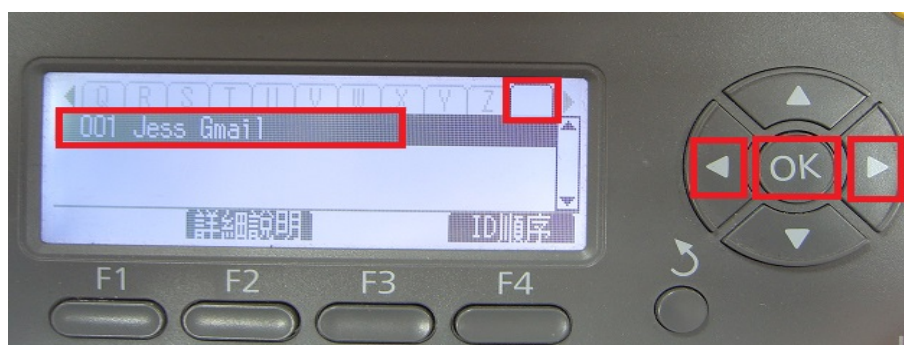 Q R S T U V W X Y Z
001 Jess Gmail
詳細說明 ID順序
OK
F1 F2 F3 F4